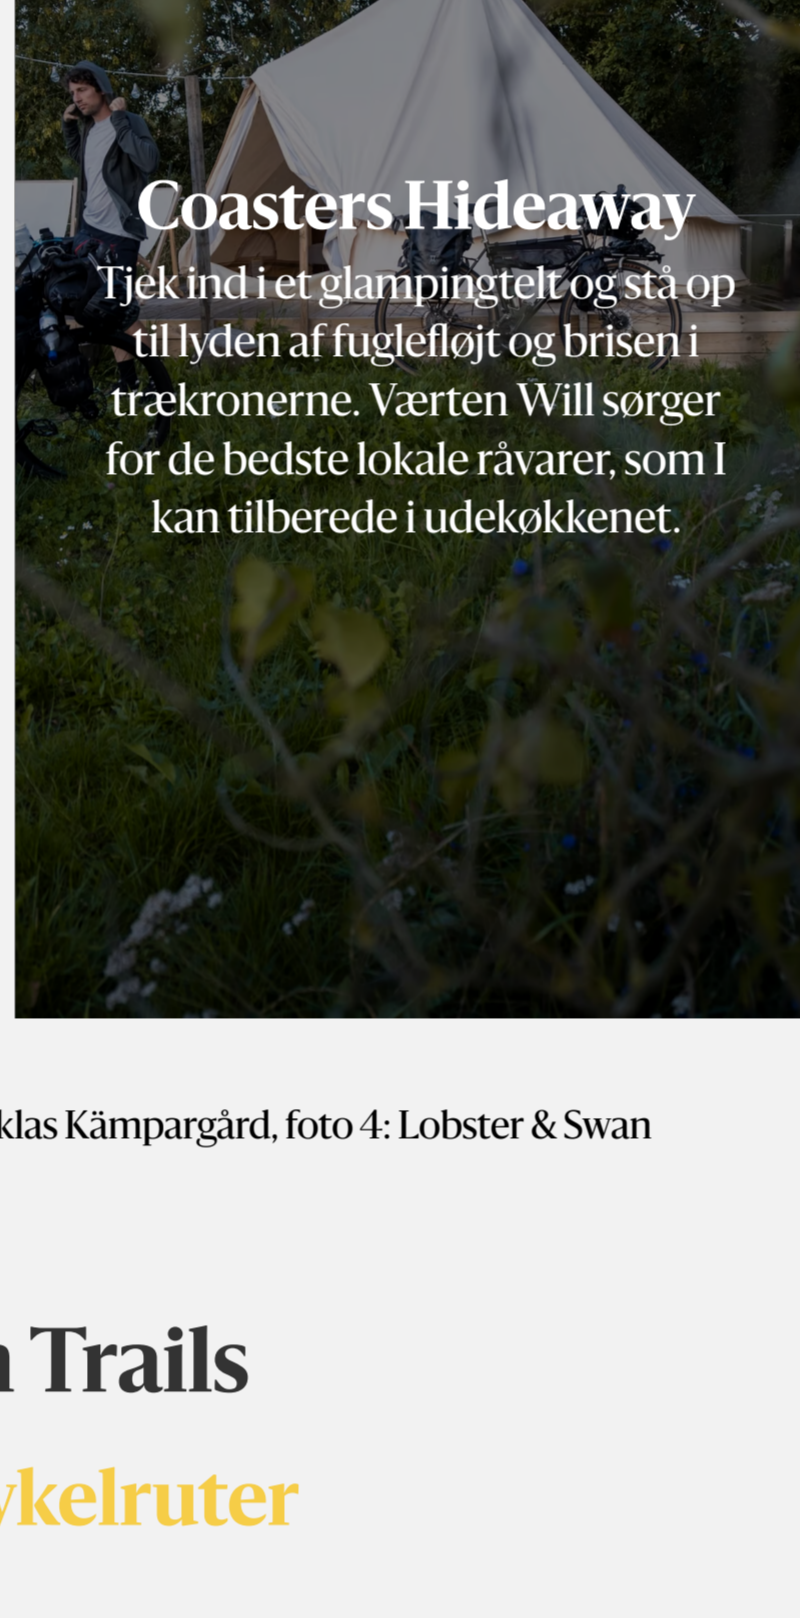 Coasters Hideaway
Tjek ind i et glampingtelt og stå op
til lyden af fuglefløjt og brisen i
trækronerne. Værten Will sørger
for de bedste lokale råvarer, som I
kan tilberede i udekøkkenet.
klas Kämpargård, foto 4: Lobster & Swan
Trails
ykelruter